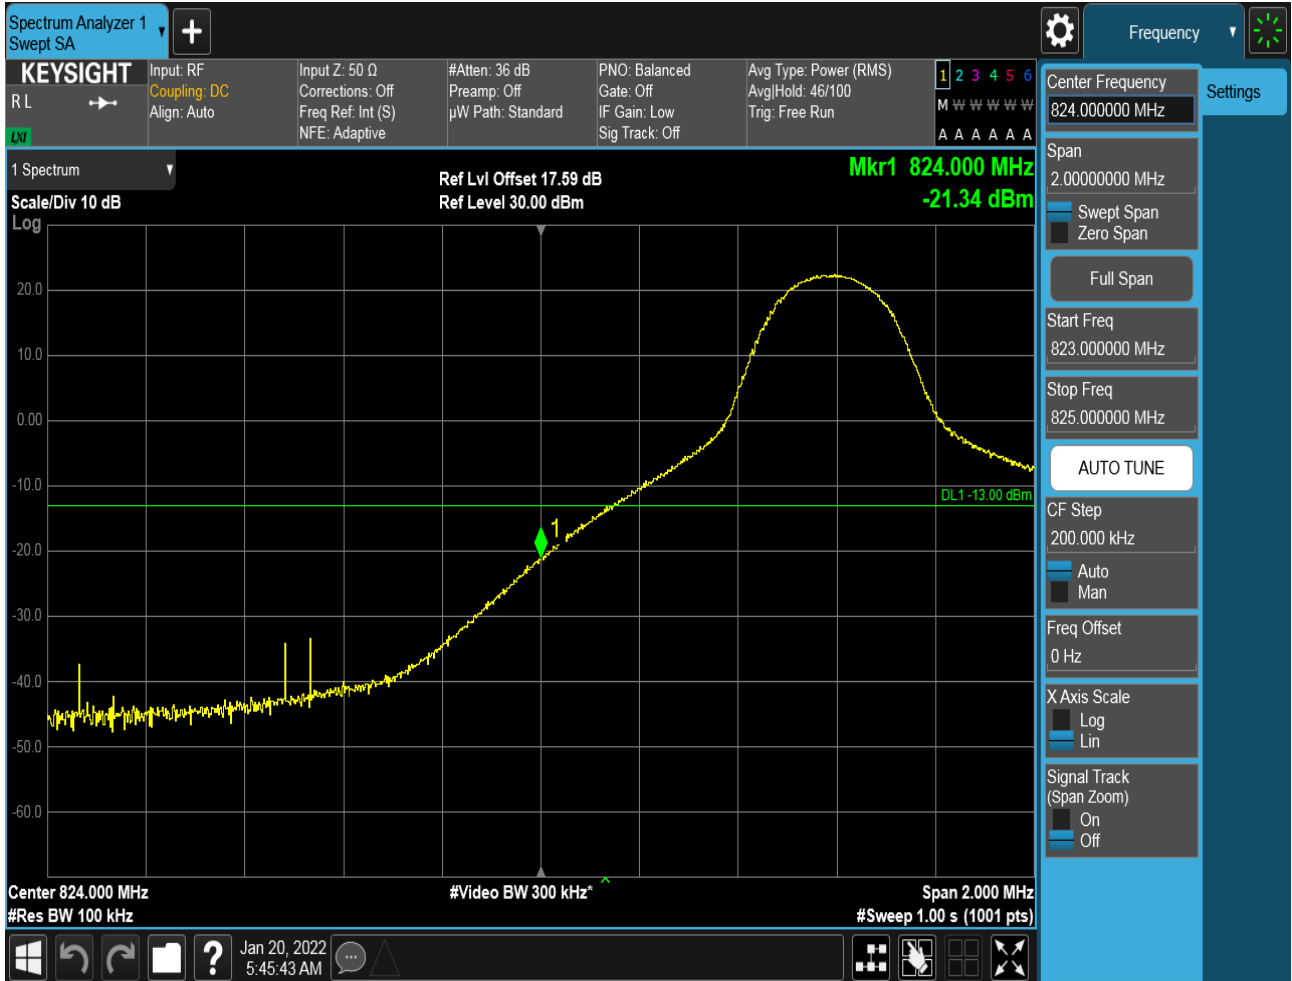 Spectrum Analyzer 1
Swept SA
Frequency
KEYSIGHT
R L
LXI
Input: RF
Coupling: DC
Align: Auto
Input Z: 50 Ω
Corrections: Off
Freq Ref: Int (S)
NFE: Adaptive
#Atten: 36 dB
Preamp: Off
µW Path: Standard
PNO: Balanced
Gate: Off
IF Gain: Low
Sig Track: Off
Avg Type: Power (RMS)
Avg|Hold: 46/100
Trig: Free Run
1 2 3 4 5 6
M W W W W W
A A A A A A
1 Spectrum
Scale/Div 10 dB
Log
Ref Lvl Offset 17.59 dB
Ref Level 30.00 dBm
Mkr1 824.000 MHz
-21.34 dBm
20.0
10.0
0.00
-10.0
DL1 -13.00 dBm
1
-20.0
-30.0
-40.0
-50.0
-60.0
Center 824.000 MHz
#Video BW 300 kHz*
Span 2.000 MHz
#Res BW 100 kHz
#Sweep 1.00 s (1001 pts)
Jan 20, 2022
5:45:43 AM
Center Frequency
824.000000 MHz
Settings
Span
2.00000000 MHz
Swept Span
Zero Span
Full Span
Start Freq
823.000000 MHz
Stop Freq
825.000000 MHz
AUTO TUNE
CF Step
200.000 kHz
Auto
Man
Freq Offset
0 Hz
X Axis Scale
Log
Lin
Signal Track
(Span Zoom)
On
Off